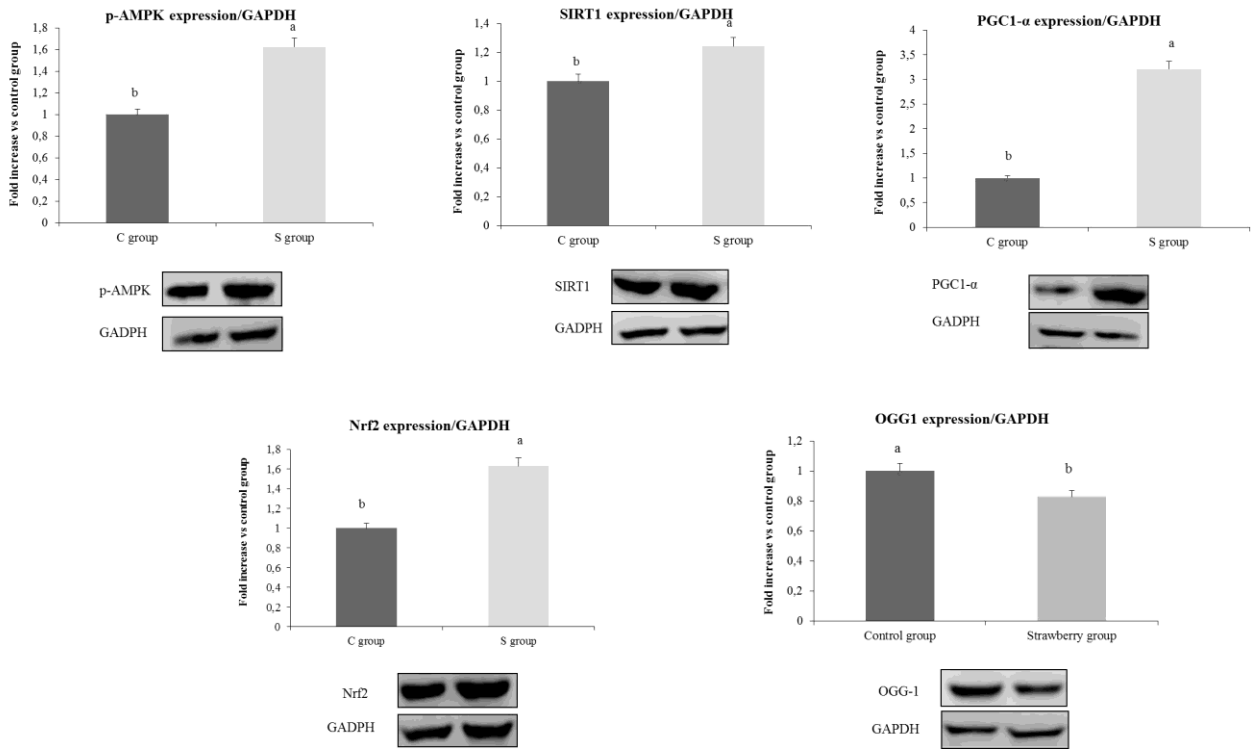 p-AMPK expression/GAPDH
Fold increase vs control group
1,8
1,6
1,4
1,2
1
0,8
0,6
0,4
0,2
0
b
a
C group
S group
p-AMPK
GADPH
SIRT1 expression/GAPDH
Fold increase vs control group
1,4
1,2
1
0,8
0,6
0,4
0,2
0
b
a
C group
S group
SIRT1
GADPH
PGC1-α expression/GAPDH
Fold increase vs control group
4
3,5
3
2,5
2
1,5
1
0,5
0
b
a
C group
S group
PGC1-α
GADPH
Nrf2 expression/GAPDH
Fold increase vs control group
1,8
1,6
1,4
1,2
1
0,8
0,6
0,4
0,2
0
b
a
C group
S group
Nrf2
GADPH
OGG1 expression/GAPDH
Fold increase vs control group
1,2
1
0,8
0,6
0,4
0,2
0
a
b
Control group
Strawberry group
OGG-1
GAPDH